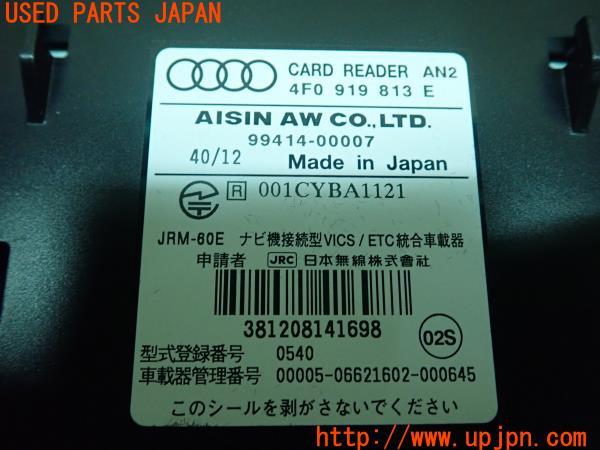 USED PARTS JAPAN
CARD READER AN2
4F0 919 813 E
AISIN AW CO.,LTD.
99414-00007
40/12 Made in Japan
R 001CYBA1121
JRM-60E ナビ機接続型VICS/ETC統合車載器
申請者 JRC 日本無線株式会社
381208141698
02S
型式登録番号 0540
車載器管理番号 00005-06621602-000645
このシールを剥がさないでください
http://www.upjpn.com